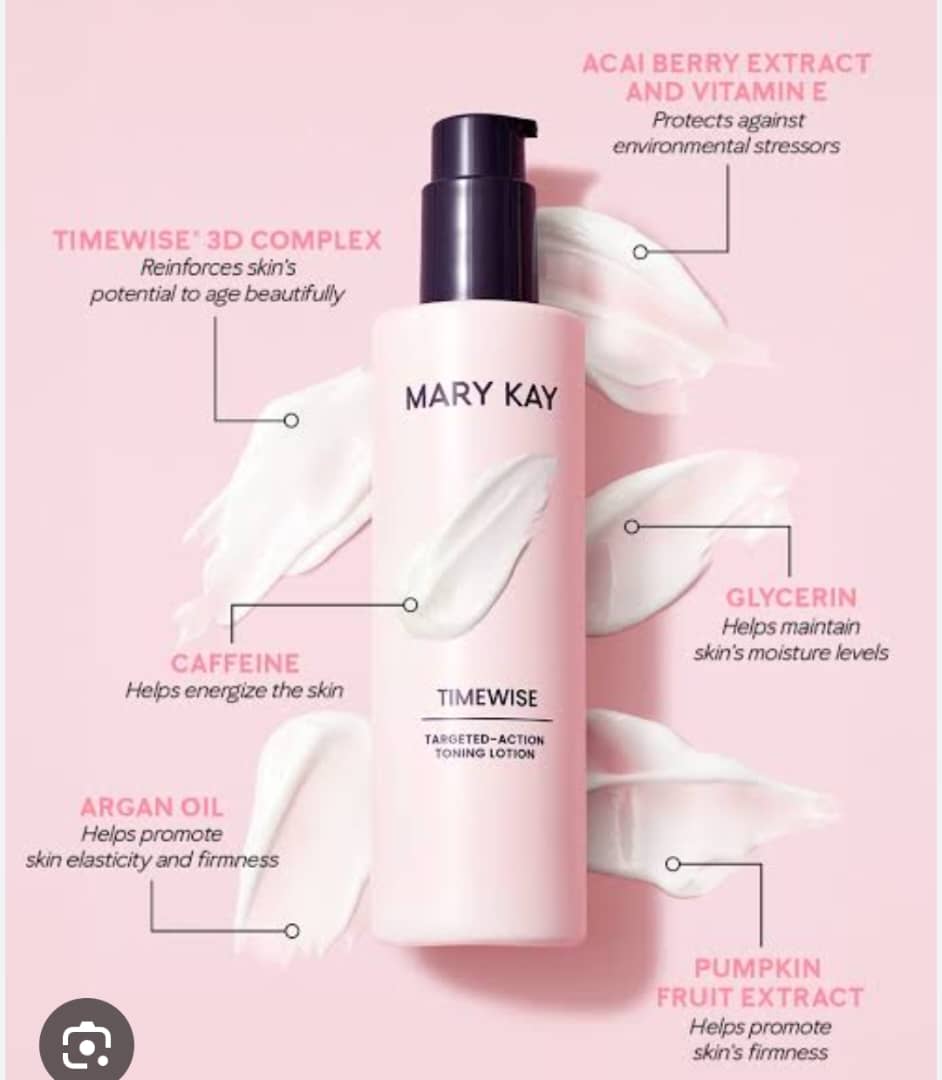 ACAI BERRY EXTRACT
AND VITAMIN E
Protects against
environmental stressors
TIMEWISE® 3D COMPLEX
Reinforces skin's
potential to age beautifully
MARY KAY
GLYCERIN
Helps maintain
skin's moisture levels
CAFFEINE
Helps energize the skin
TIMEWISE
TARGETED-ACTION
TONING LOTION
ARGAN OIL
Helps promote
skin elasticity and firmness
PUMPKIN
FRUIT EXTRACT
Helps promote
skin's firmness